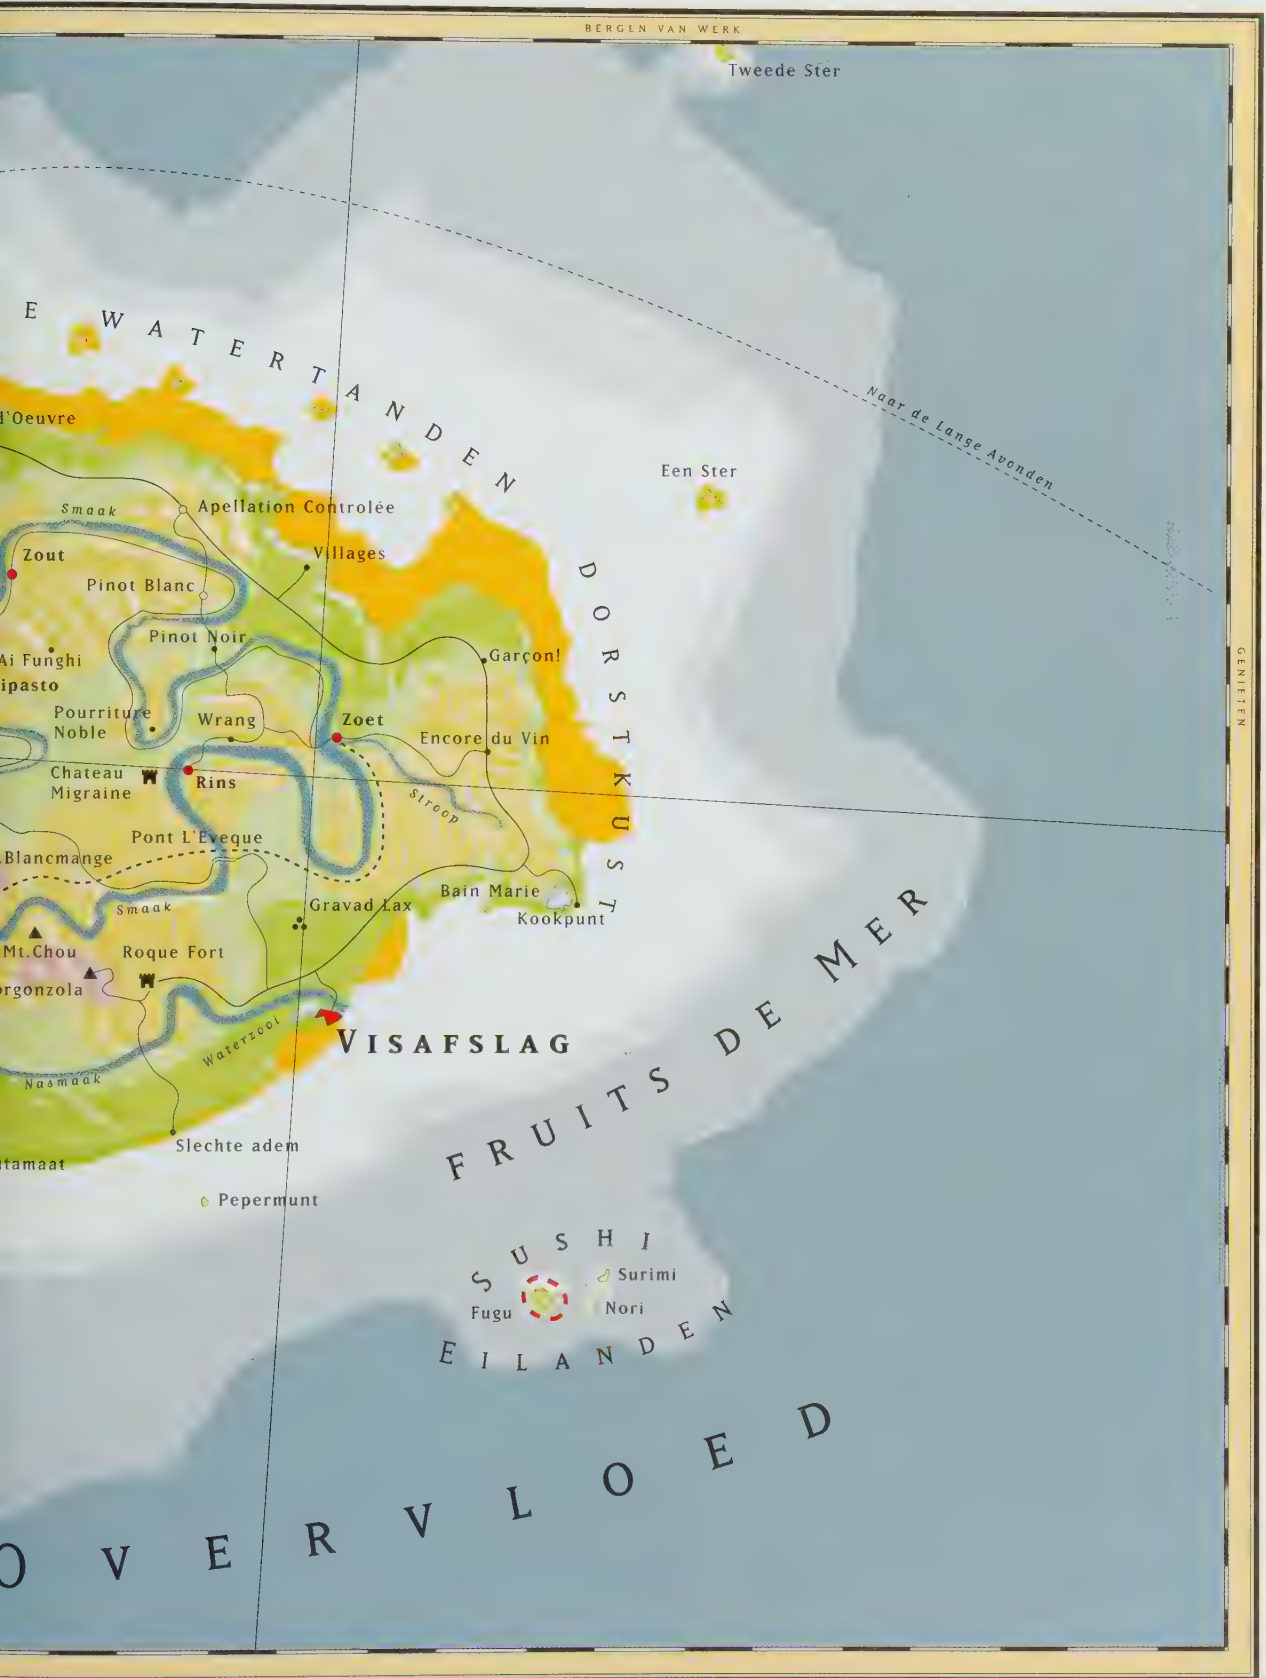 BERGEN VAN WERK
Tweede Ster
E WATERTANDEN
Naar de Lange Avonden
d'Oeuvre
Een Ster
Smaak
Apellation Controlée
Zout
Villages
Pinot Blanc
DORSTKUST
Pinot Noir
Ai Funghi
Garçon!
GENIETEN
ipasto
Pourriture
Noble
Wrang
Zoet
Encore du Vin
Chateau
Migraine
Rins
Stroop
Pont L'Éveque
Blancmange
Bain Marie
Smaak
Gravad Lax
Kookpunt
Mt.Chou
Roque Fort
orgonzola
FRUITS DE MER
Waterzooi
VISAFSLAG
Nasmaak
Slechte adem
tamaat
Pepermunt
SUSHI
Surimi
Fugu
Nori
EILANDEN
OVERVLOED